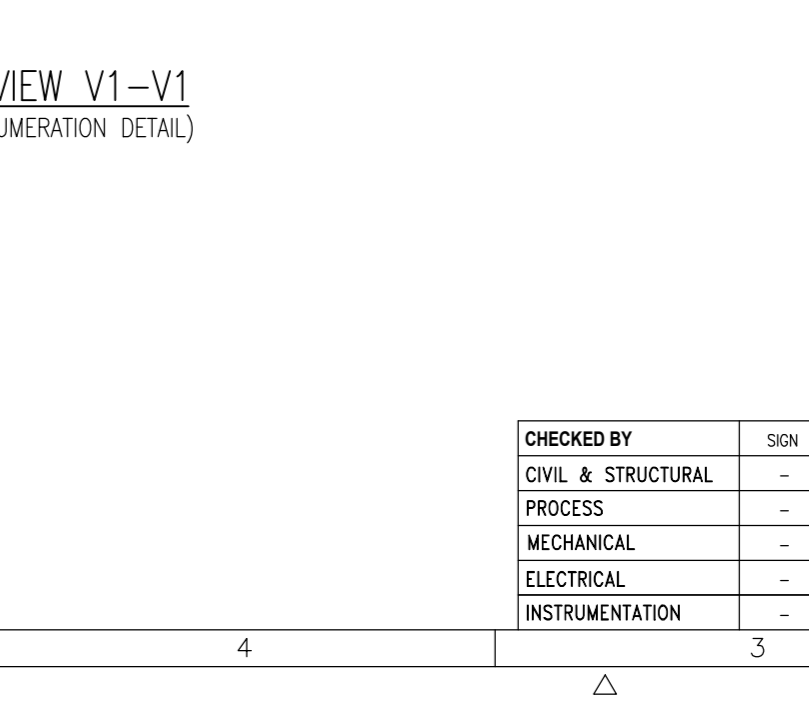 VIEW V1-V1
UMERATION DETAIL)
CHECKED BY SIGN
CIVIL & STRUCTURAL -
PROCESS -
MECHANICAL -
ELECTRICAL -
INSTRUMENTATION -
4 3